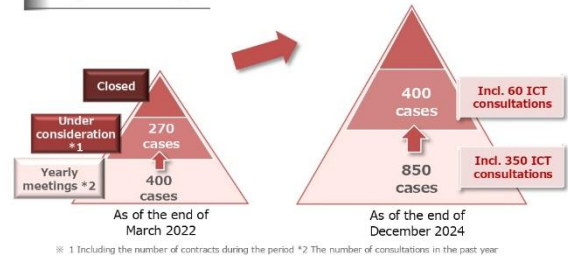 Closed
Under
consideration
*1
270
cases
Yearly
meetings *2
400
cases
As of the end of
March 2022
400
cases
Incl. 60 ICT
consultations
850
cases
Incl. 350 ICT
consultations
As of the end of
December 2024
※ 1 Including the number of contracts during the period *2 The number of consultations in the past year